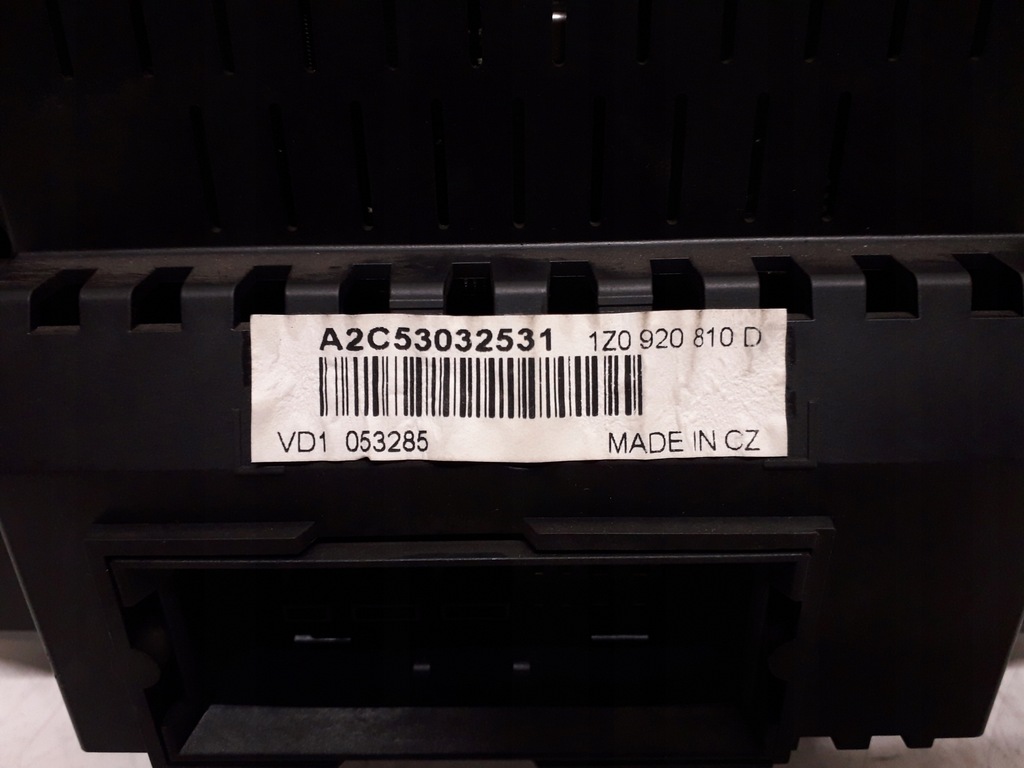 A2C53032531 1Z0 920 810 D
VD1 053285 MADE IN CZ